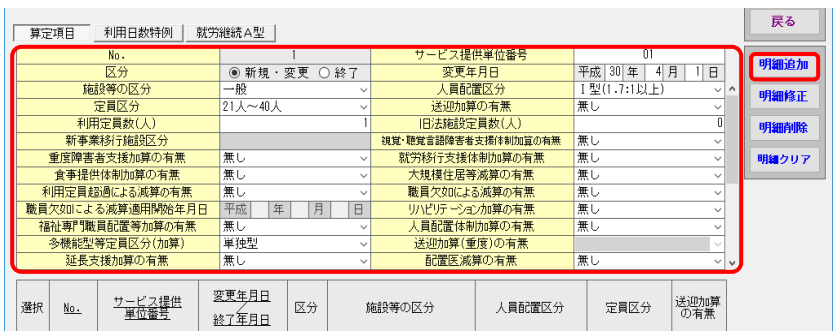 戻る
算定項目 利用日数特例 就労継続A型
明細追加
明細修正
明細削除
明細クリア
No. 1 サービス提供単位番号 01
区分 新規・変更 終了 変更年月日 平成 30 年 4 月 1 日
施設等の区分 一般 人員配置区分 Ⅰ型(1.7:1以上)
定員区分 21人～40人 送迎加算の有無 無し
利用定員数(人) 1 旧法施設定員数(人) 0
新事業移行施設区分 視覚・聴覚言語障害者支援体制加算の有無 無し
重度障害者支援加算の有無 無し 就労移行支援体制加算の有無 無し
食事提供体制加算の有無 無し 大規模住居等減算の有無 無し
利用定員超過による減算の有無 無し 職員欠如による減算の有無 無し
職員欠如による減算適用開始年月日 平成 年 月 日 リハビリテーション加算の有無 無し
福祉専門職員配置等加算の有無 無し 人員配置体制加算の有無 無し
多機能型等定員区分(加算) 単独型 送迎加算(重度)の有無
延長支援加算の有無 無し 配置医減算の有無 無し
選択 No. サービス提供単位番号 変更年月日／終了年月日 区分 施設等の区分 人員配置区分 定員区分 送迎加算の有無